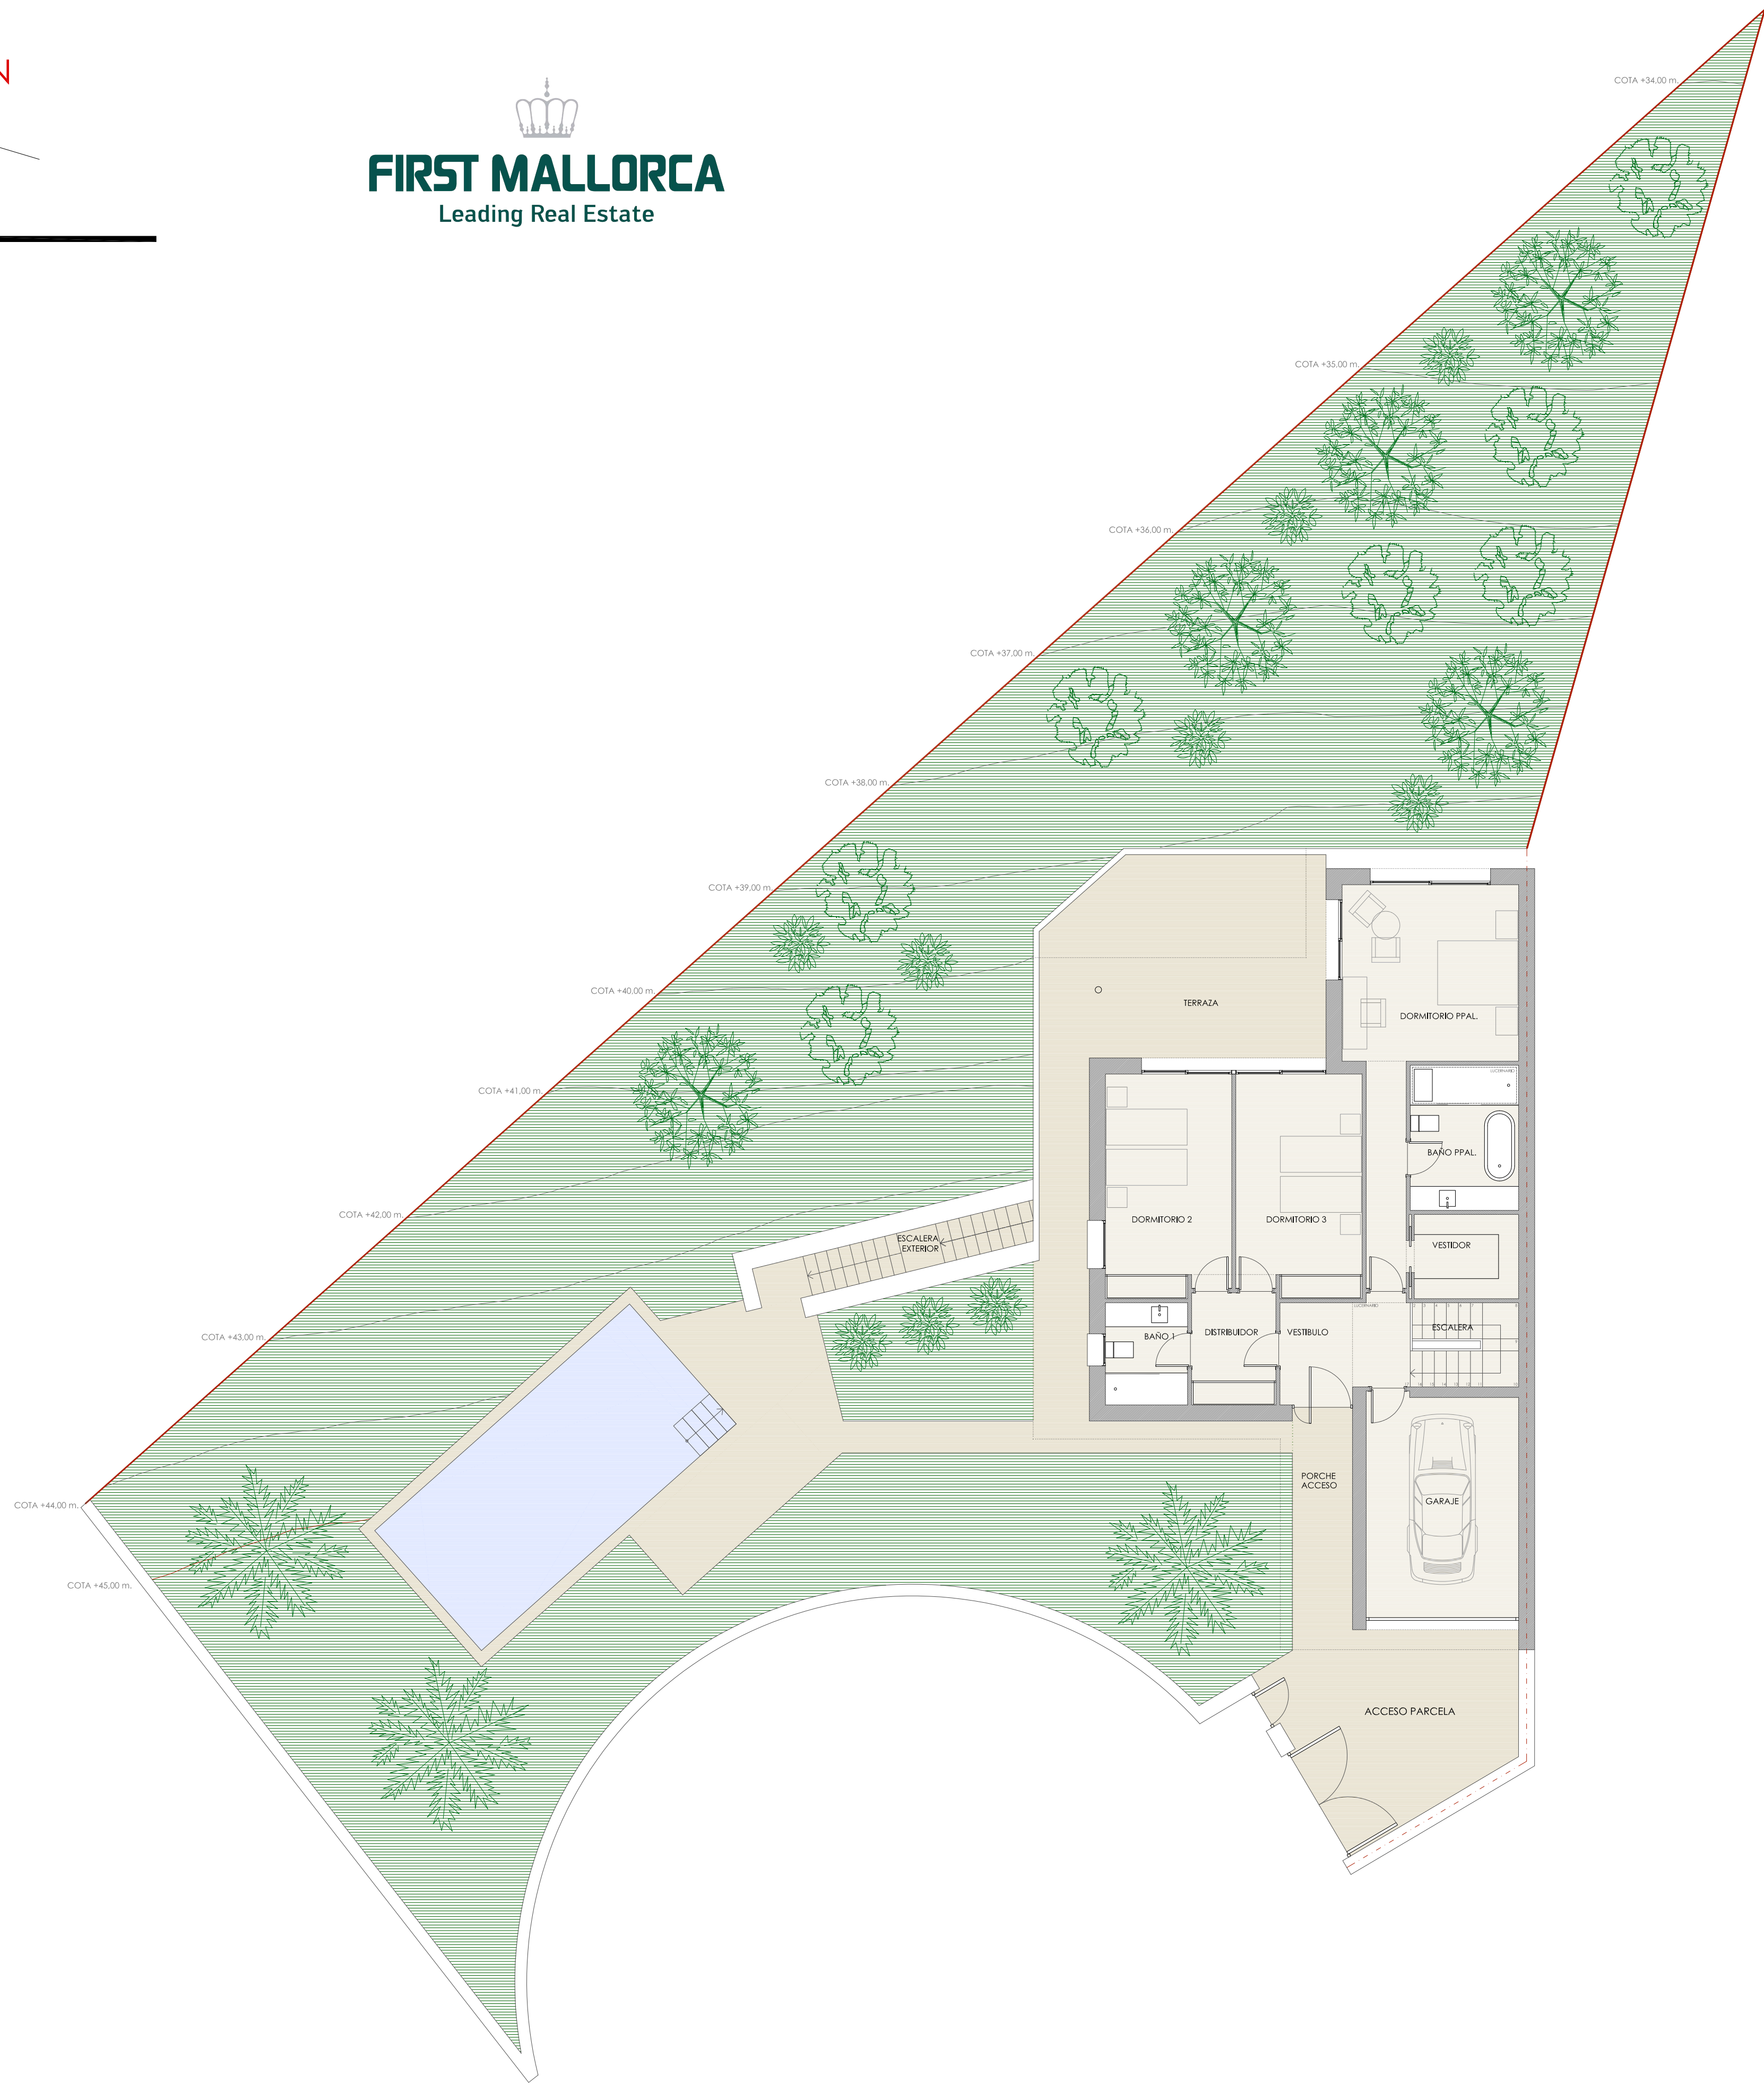 N
FIRST MALLORCA
Leading Real Estate
COTA +34,00 m.
COTA +35,00 m.
COTA +36,00 m.
COTA +37,00 m.
COTA +38,00 m.
COTA +39,00 m.
COTA +40,00 m.
TERRAZA
DORMITORIO PPAL.
LUCERNARIO
COTA +41,00 m.
BAÑO PPAL.
COTA +42,00 m.
DORMITORIO 2
DORMITORIO 3
ESCALERA
EXTERIOR
VESTIDOR
LUCERNARIO
COTA +43,00 m.
BAÑO 1
DISTRIBUIDOR
VESTIBULO
ESCALERA
PORCHE
ACCESO
GARAJE
COTA +44,00 m.
COTA +45,00 m.
ACCESO PARCELA